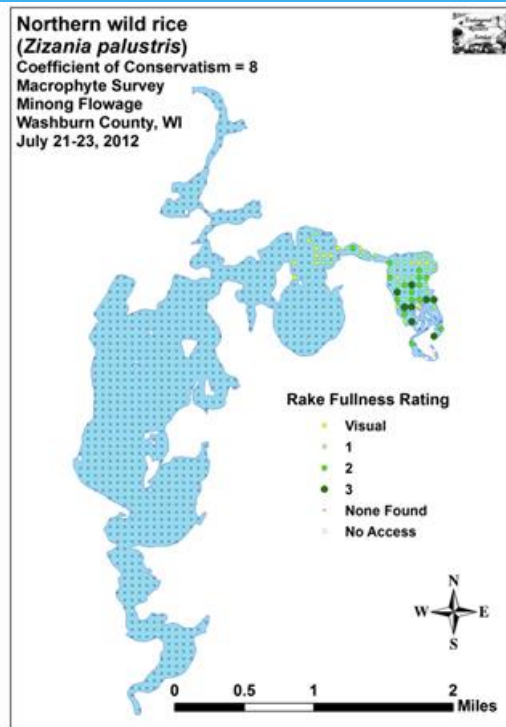 Northern wild rice
(Zizania palustris)
Coefficient of Conservatism = 8
Macrophyte Survey
Minong Flowage
Washburn County, WI
July 21-23, 2012
Rake Fullness Rating
Visual
1
2
3
None Found
No Access
N
W E
S
0 0.5 1 2
Miles